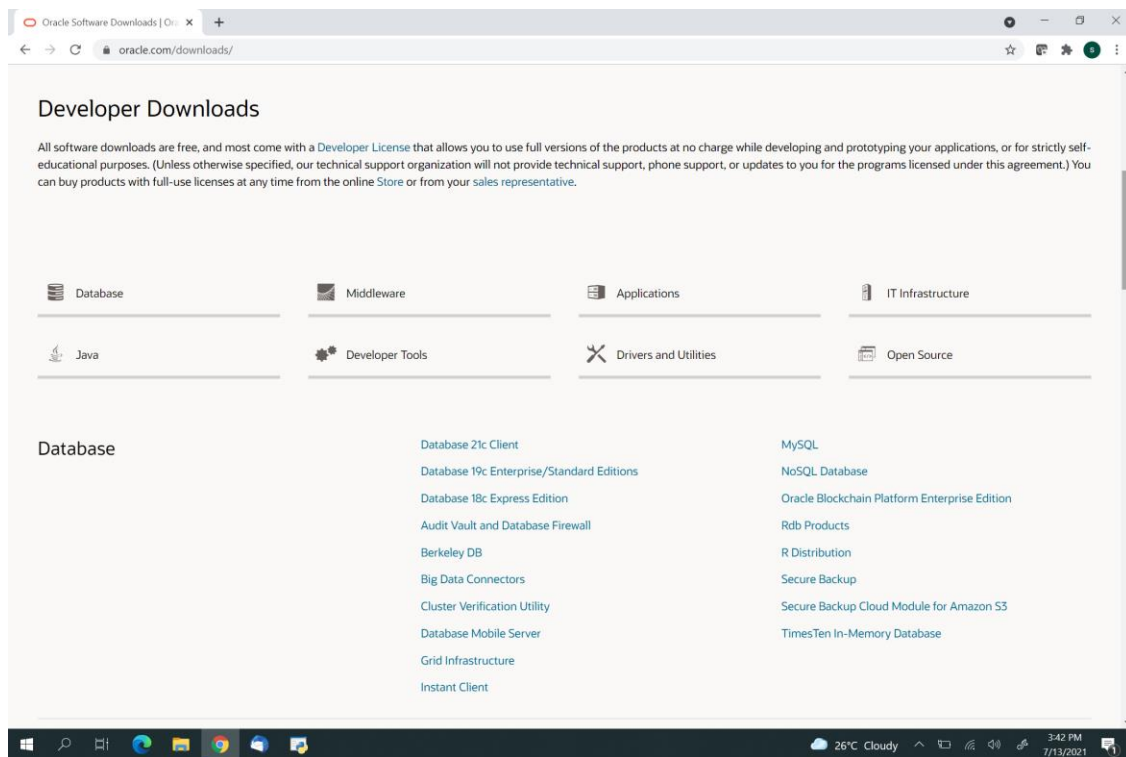 Oracle Software Downloads | Ora
oracle.com/downloads/
S
Developer Downloads
All software downloads are free, and most come with a Developer License that allows you to use full versions of the products at no charge while developing and prototyping your applications, or for strictly self-
educational purposes. (Unless otherwise specified, our technical support organization will not provide technical support, phone support, or updates to you for the programs licensed under this agreement.) You
can buy products with full-use licenses at any time from the online Store or from your sales representative.
Database
Middleware
Applications
IT Infrastructure
Java
Developer Tools
Drivers and Utilities
Open Source
Database
Database 21c Client
Database 19c Enterprise/Standard Editions
Database 18c Express Edition
Audit Vault and Database Firewall
Berkeley DB
Big Data Connectors
Cluster Verification Utility
Database Mobile Server
Grid Infrastructure
Instant Client
MySQL
NoSQL Database
Oracle Blockchain Platform Enterprise Edition
Rdb Products
R Distribution
Secure Backup
Secure Backup Cloud Module for Amazon S3
TimesTen In-Memory Database
26°C Cloudy
3:42 PM
7/13/2021